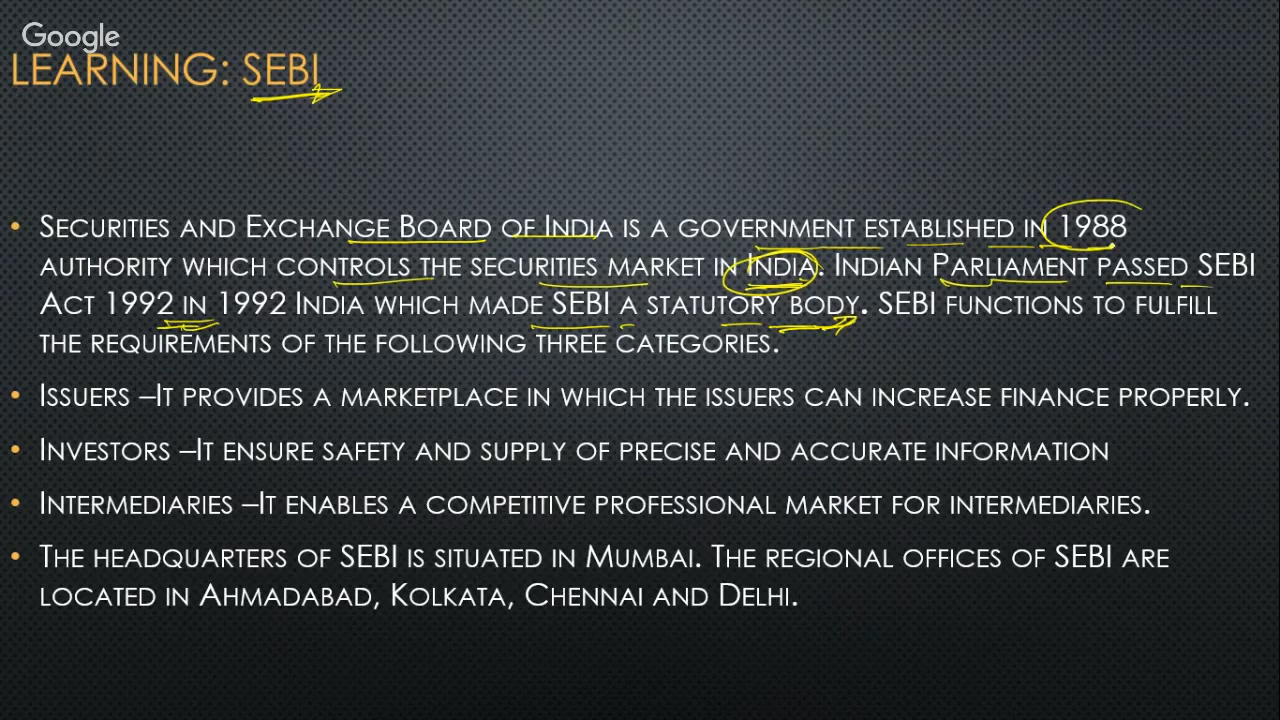 Google
LEARNING: SEBI
• SECURITIES AND EXCHANGE BOARD OF INDIA IS A GOVERNMENT ESTABLISHED IN 1988
AUTHORITY WHICH CONTROLS THE SECURITIES MARKET IN INDIA. INDIAN PARLIAMENT PASSED SEBI
ACT 1992 IN 1992 INDIA WHICH MADE SEBI A STATUTORY BODY. SEBI FUNCTIONS TO FULFILL
THE REQUIREMENTS OF THE FOLLOWING THREE CATEGORIES.
• ISSUERS –IT PROVIDES A MARKETPLACE IN WHICH THE ISSUERS CAN INCREASE FINANCE PROPERLY.
• INVESTORS –IT ENSURE SAFETY AND SUPPLY OF PRECISE AND ACCURATE INFORMATION
• INTERMEDIARIES –IT ENABLES A COMPETITIVE PROFESSIONAL MARKET FOR INTERMEDIARIES.
• THE HEADQUARTERS OF SEBI IS SITUATED IN MUMBAI. THE REGIONAL OFFICES OF SEBI ARE
LOCATED IN AHMADABAD, KOLKATA, CHENNAI AND DELHI.